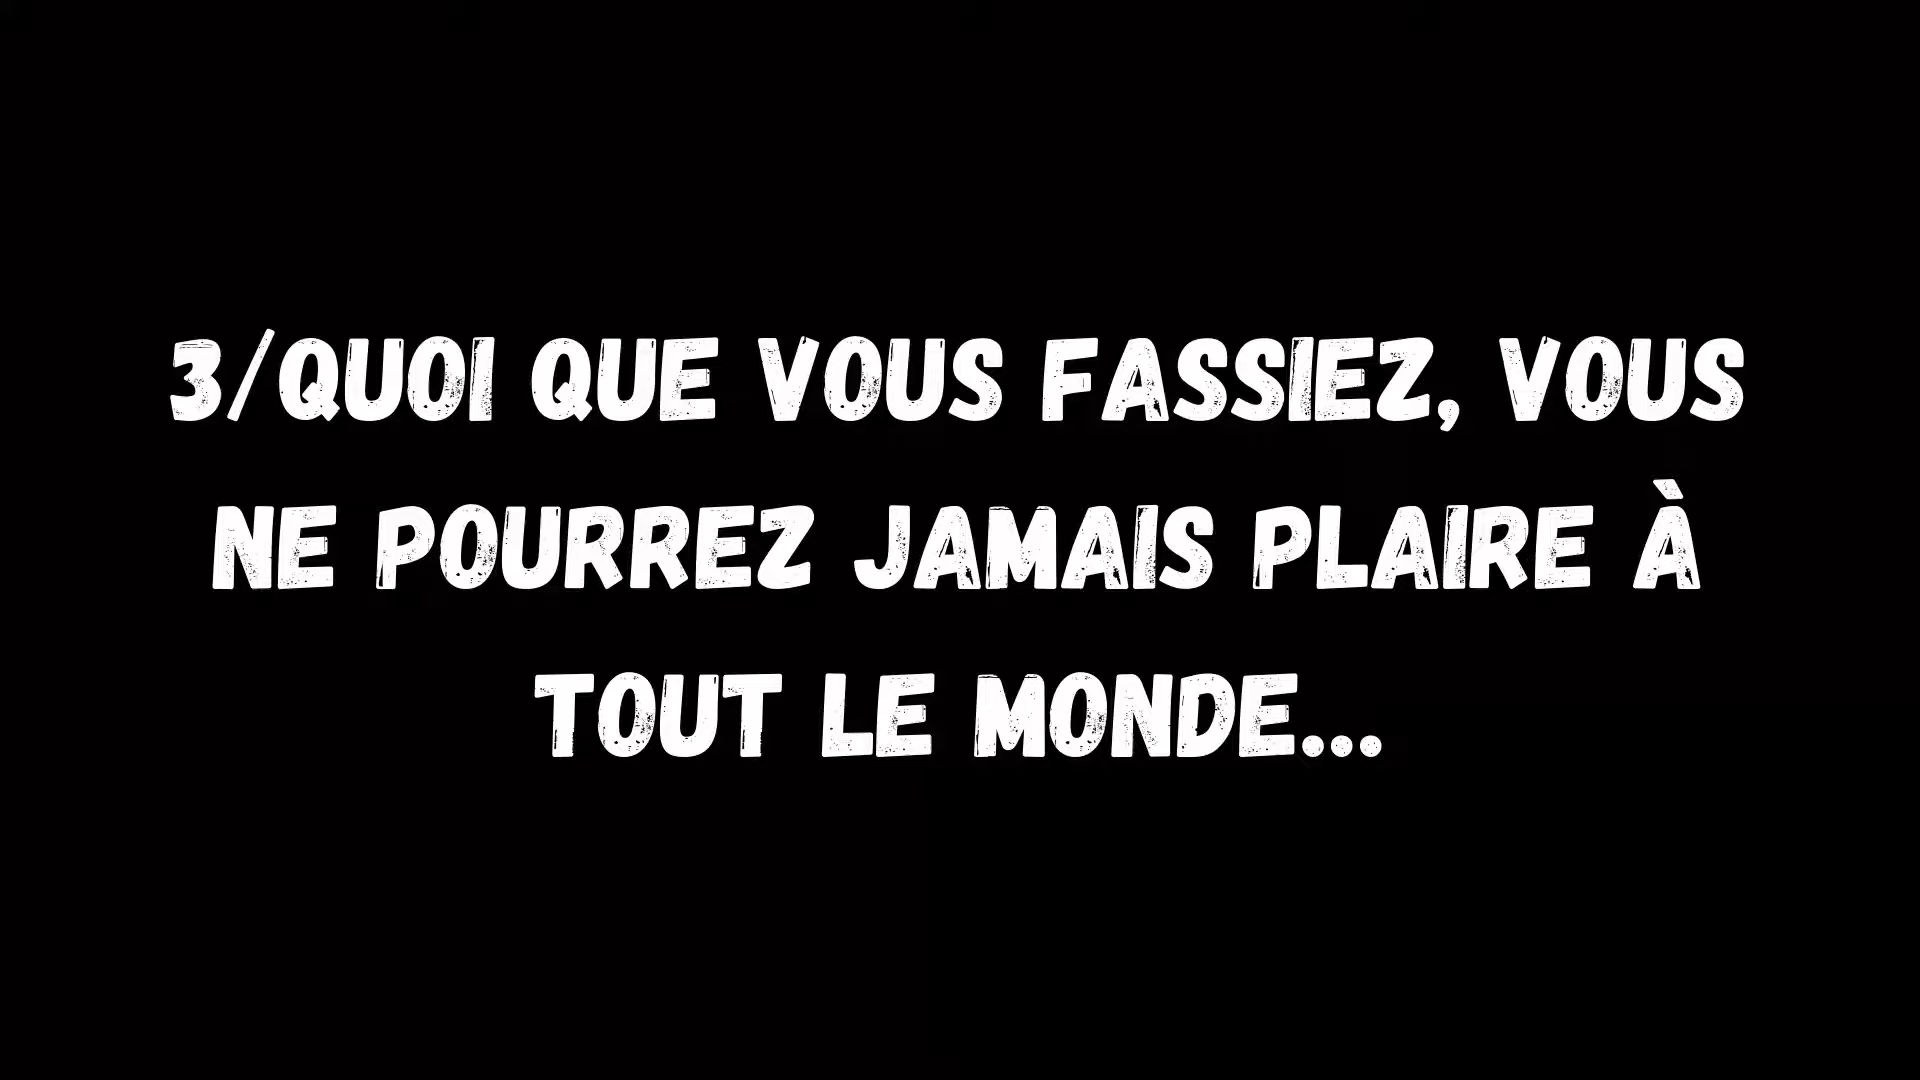 3/QUOI QUE VOUS FASSIEZ, VOUS
NE POURREZ JAMAIS PLAIRE À
TOUT LE MONDE...